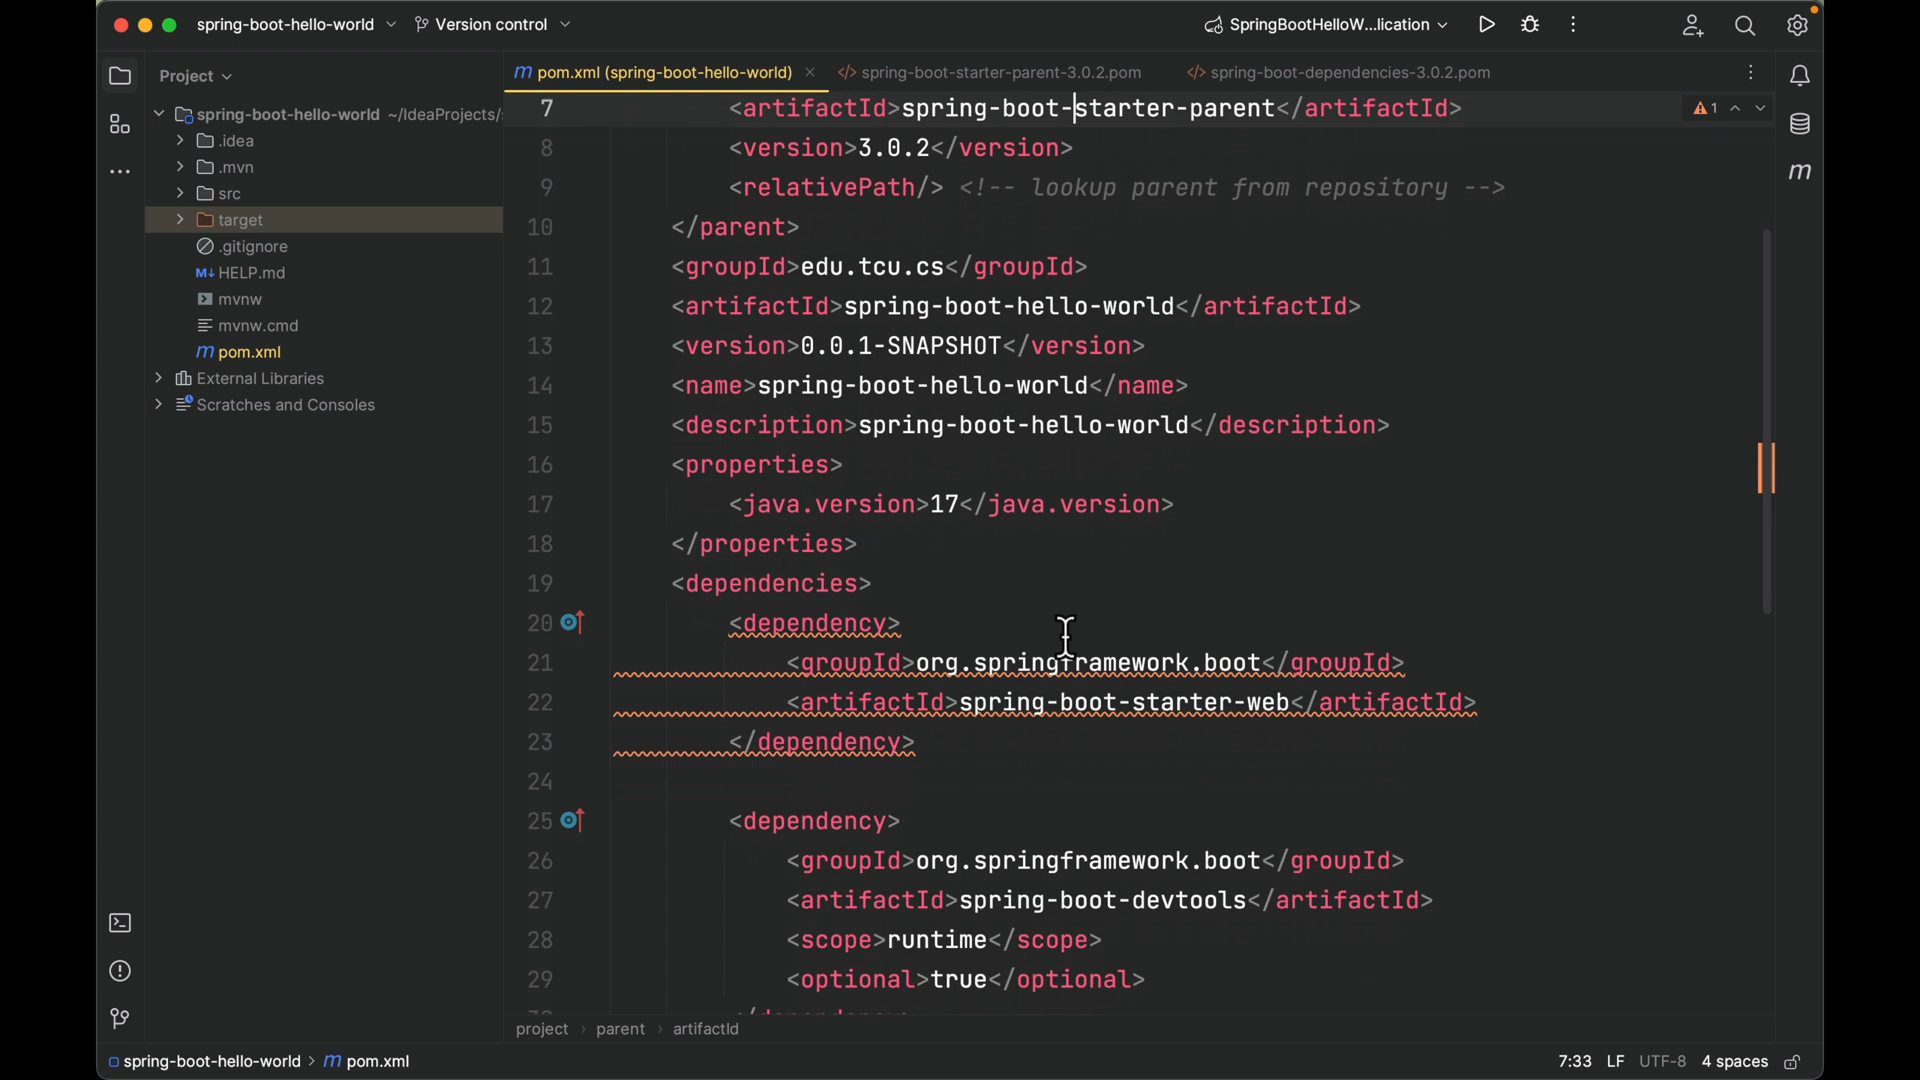 spring-boot-hello-world
Version control
SpringBootHelloW...lication
Project
pom.xml (spring-boot-hello-world)
spring-boot-starter-parent-3.0.2.pom
spring-boot-dependencies-3.0.2.pom
spring-boot-hello-world ~/IdeaProjects/
.idea
.mvn
src
target
.gitignore
M↓ HELP.md
mvnw
mvnw.cmd
m pom.xml
External Libraries
Scratches and Consoles
1
7 <artifactId>spring-boot-starter-parent</artifactId>
8 <version>3.0.2</version>
9 <relativePath/> <!-- lookup parent from repository -->
10 </parent>
11 <groupId>edu.tcu.cs</groupId>
12 <artifactId>spring-boot-hello-world</artifactId>
13 <version>0.0.1-SNAPSHOT</version>
14 <name>spring-boot-hello-world</name>
15 <description>spring-boot-hello-world</description>
16 <properties>
17 <java.version>17</java.version>
18 </properties>
19 <dependencies>
20 <dependency>
21 <groupId>org.springframework.boot</groupId>
22 <artifactId>spring-boot-starter-web</artifactId>
23 </dependency>
24
25 <dependency>
26 <groupId>org.springframework.boot</groupId>
27 <artifactId>spring-boot-devtools</artifactId>
28 <scope>runtime</scope>
29 <optional>true</optional>
project › parent › artifactId
spring-boot-hello-world › m pom.xml
7:33 LF UTF-8 4 spaces